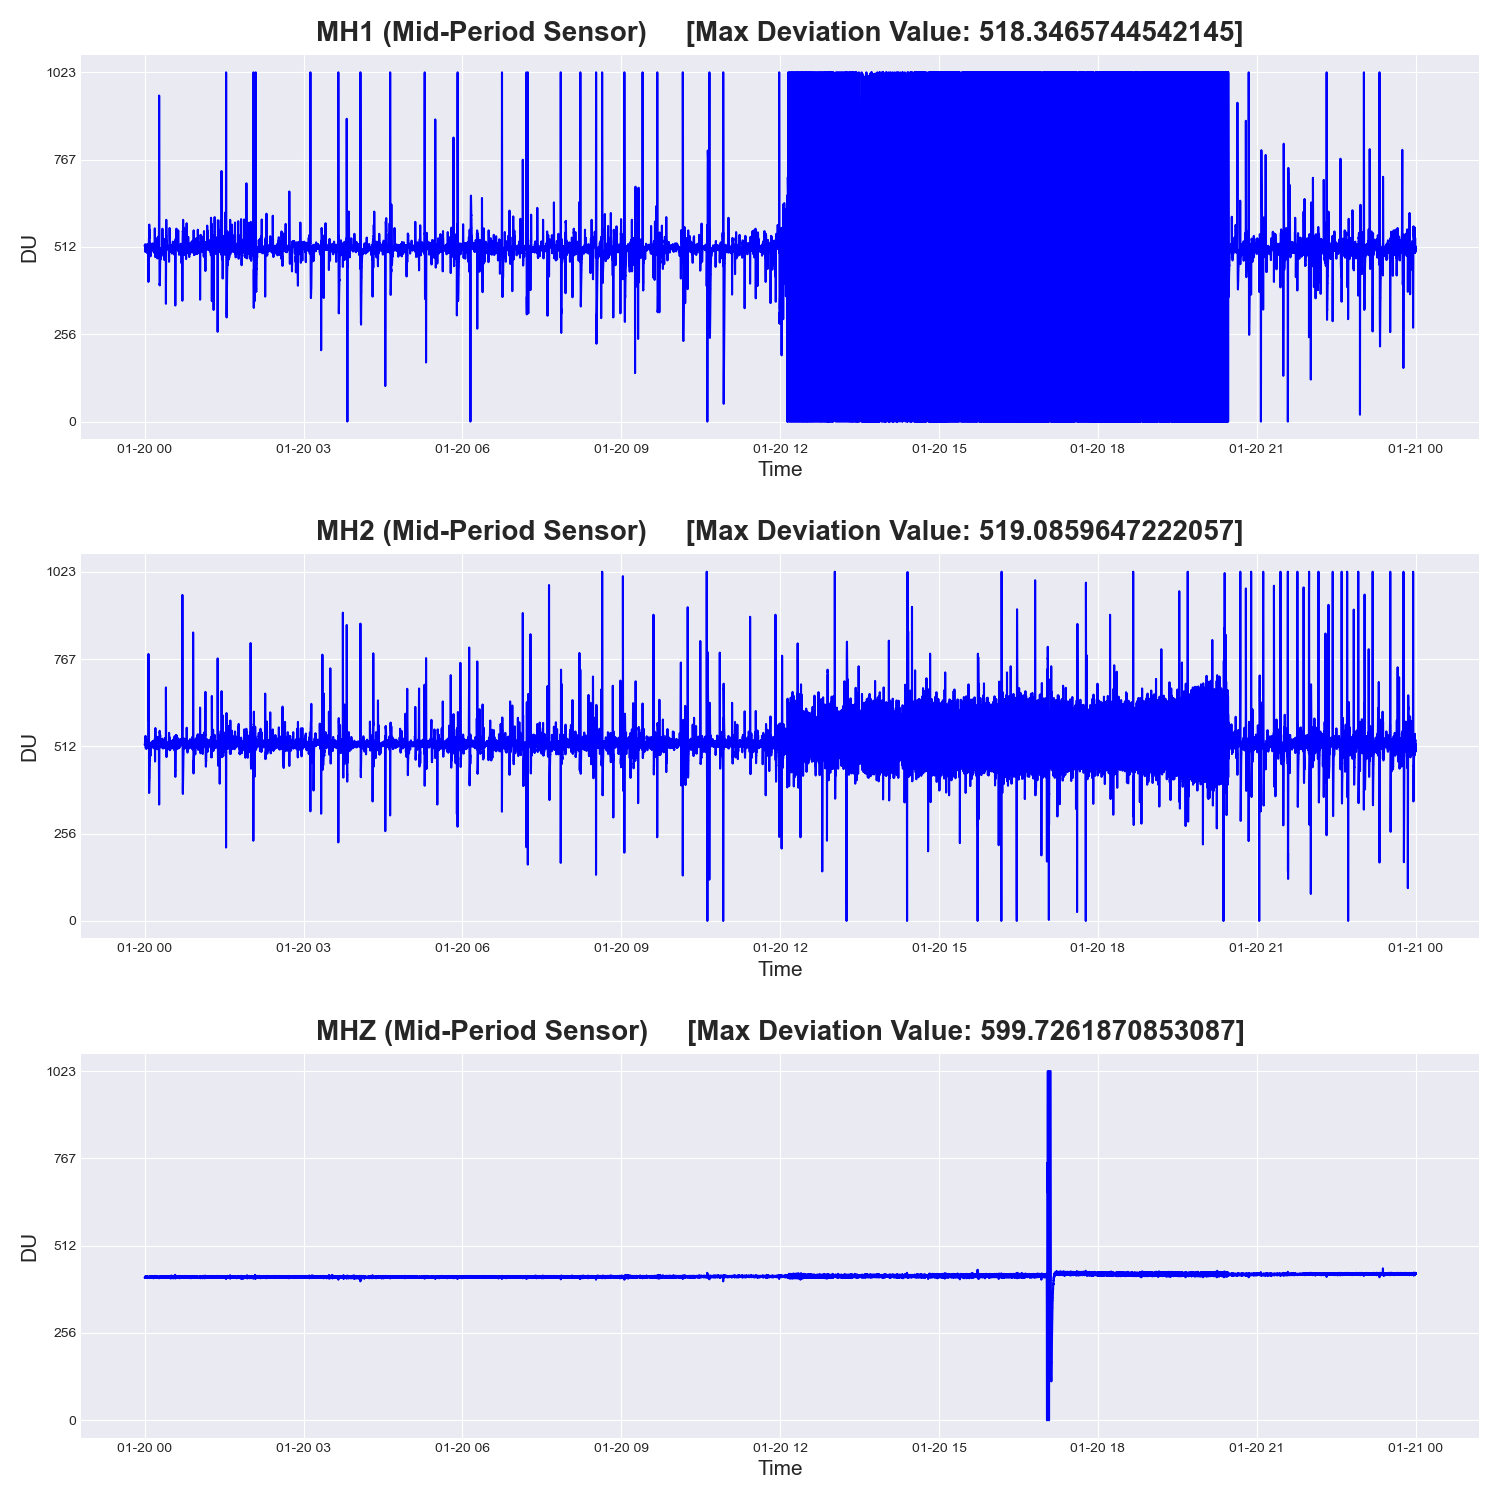 MH1 (Mid-Period Sensor) [Max Deviation Value: 518.3465744542145]
1023
767
512
256
0
DU
01-20 00 01-20 03 01-20 06 01-20 09 01-20 12 01-20 15 01-20 18 01-20 21 01-21 00
Time
MH2 (Mid-Period Sensor) [Max Deviation Value: 519.0859647222057]
1023
767
512
256
0
DU
01-20 00 01-20 03 01-20 06 01-20 09 01-20 12 01-20 15 01-20 18 01-20 21 01-21 00
Time
MHZ (Mid-Period Sensor) [Max Deviation Value: 599.7261870853087]
1023
767
512
256
0
DU
01-20 00 01-20 03 01-20 06 01-20 09 01-20 12 01-20 15 01-20 18 01-20 21 01-21 00
Time